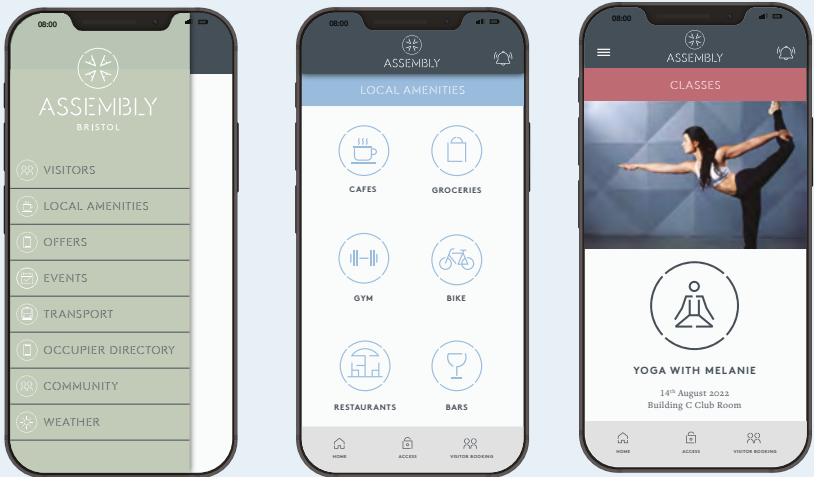 08:00
ASSEMBLY
BRISTOL
VISITORS
LOCAL AMENITIES
OFFERS
EVENTS
TRANSPORT
OCCUPIER DIRECTORY
COMMUNITY
WEATHER
08:00
ASSEMBLY
LOCAL AMENITIES
CAFES
GROCERIES
GYM
BIKE
RESTAURANTS
BARS
HOME
ACCESS
VISITOR BOOKING
08:00
ASSEMBLY
CLASSES
YOGA WITH MELANIE
14th August 2022
Building C Club Room
HOME
ACCESS
VISITOR BOOKING